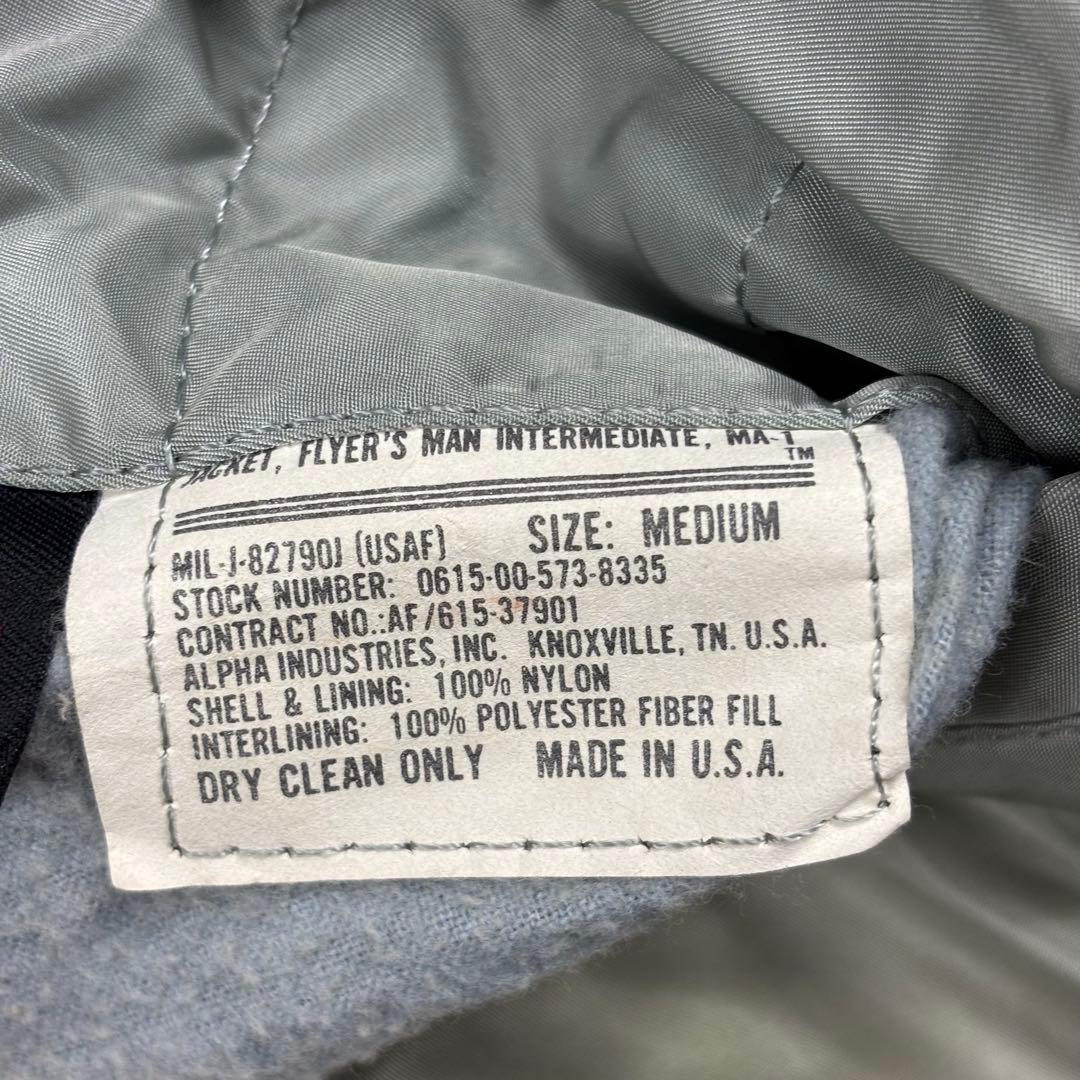 JACKET, FLYER'S MAN INTERMEDIATE, MA-1
TM
MIL-J-82790J (USAF) SIZE: MEDIUM
STOCK NUMBER: 0615-00-573-8335
CONTRACT NO.:AF/615-37901
ALPHA INDUSTRIES, INC. KNOXVILLE, TN. U.S.A.
SHELL & LINING: 100% NYLON
INTERLINING: 100% POLYESTER FIBER FILL
DRY CLEAN ONLY MADE IN U.S.A.